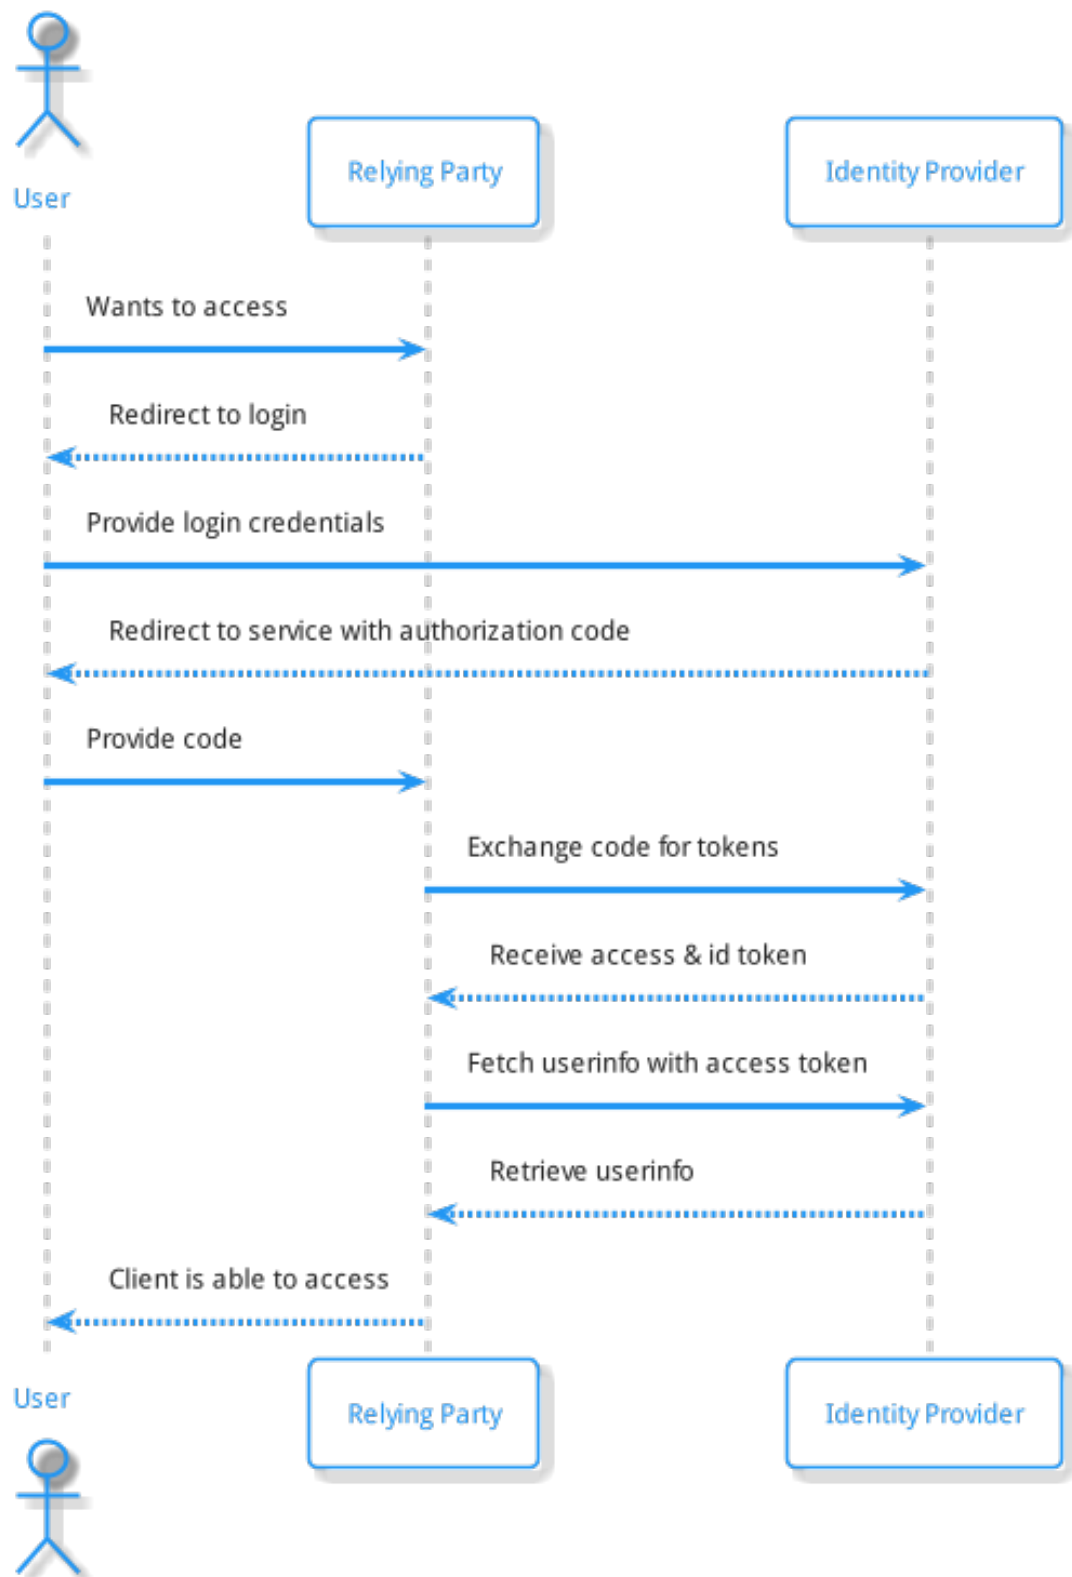 User
Relying Party
Identity Provider
Wants to access
Redirect to login
Provide login credentials
Redirect to service with authorization code
Provide code
Exchange code for tokens
Receive access & id token
Fetch userinfo with access token
Retrieve userinfo
Client is able to access
User
Relying Party
Identity Provider